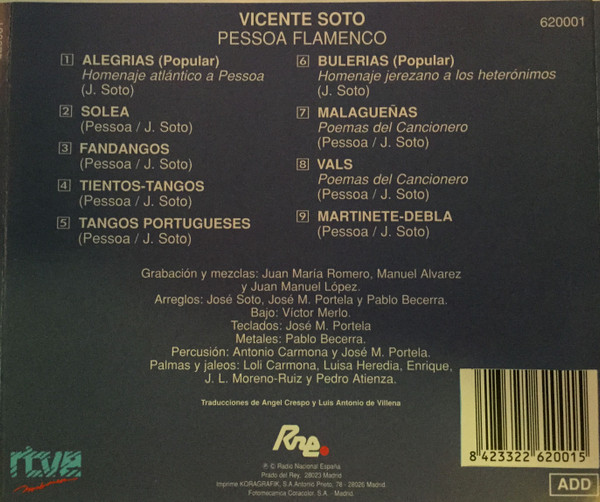 VICENTE SOTO
PESSOA FLAMENCO
620001
1 ALEGRIAS (Popular)
Homenaje atlántico a Pessoa
(J. Soto)
2 SOLEA
(Pessoa / J. Soto)
3 FANDANGOS
(Pessoa / J. Soto)
4 TIENTOS-TANGOS
(Pessoa / J. Soto)
5 TANGOS PORTUGUESES
(Pessoa / J. Soto)
6 BULERIAS (Popular)
Homenaje jerezano a los heterónimos
(J. Soto)
7 MALAGUEÑAS
Poemas del Cancionero
(Pessoa / J. Soto)
8 VALS
Poemas del Cancionero
(Pessoa / J. Soto)
9 MARTINETE-DEBLA
(Pessoa / J. Soto)
Grabación y mezclas: Juan María Romero, Manuel Alvarez
y Juan Manuel López.
Arreglos: José Soto, José M. Portela y Pablo Becerra.
Bajo: Víctor Merlo.
Teclados: José M. Portela
Metales: Pablo Becerra.
Percusión: Antonio Carmona y José M. Portela.
Palmas y jaleos: Loli Carmona, Luisa Heredia, Enrique,
J. L. Moreno-Ruiz y Pedro Atienza.
Traducciones de Angel Crespo y Luis Antonio de Villena
rtve
Rne.
℗ © Radio Nacional España
Prado del Rey. 28023 Madrid
Imprime KORAGRAFIK, S.A. Antonio Prieto, 78 - 28026 Madrid.
Fotomecanica Coracolor. S.A - Madrid.
8 423322 620015
ADD